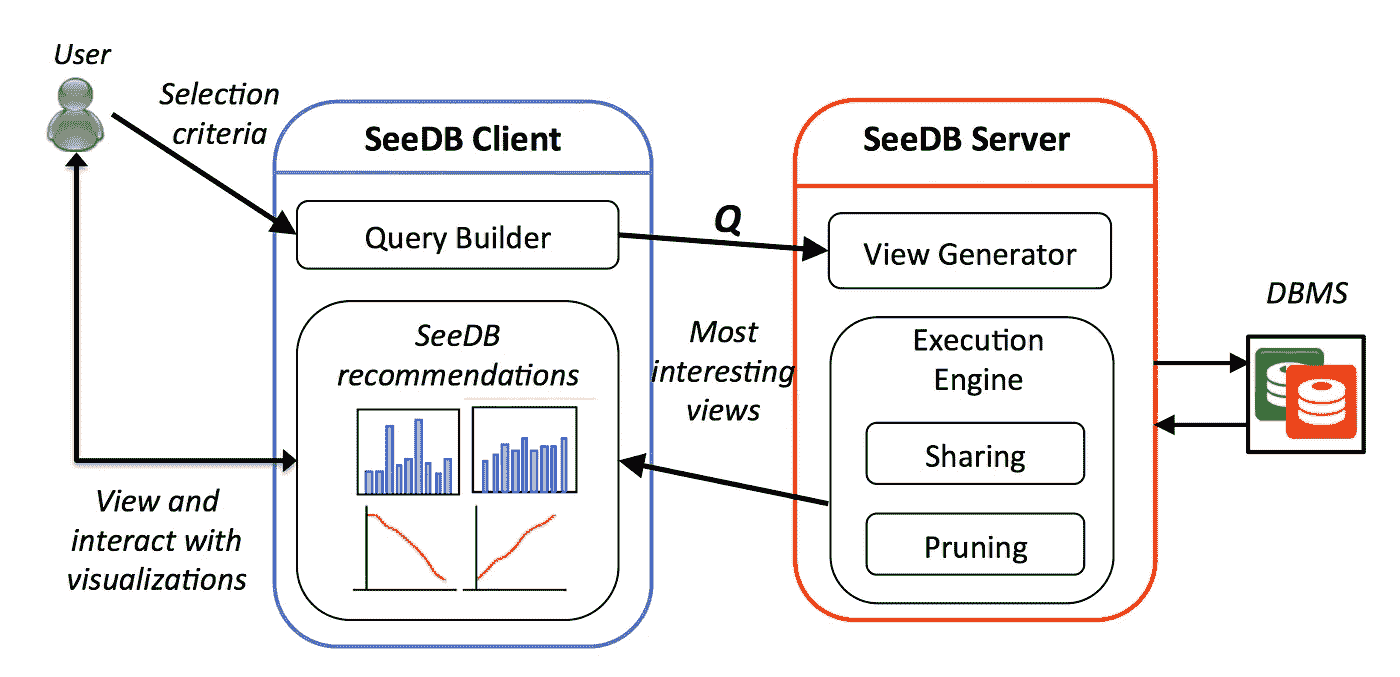 User
Selection
criteria
SeeDB Client
SeeDB Server
Query Builder
Q
View Generator
DBMS
SeeDB
recommendations
Most
interesting
views
Execution
Engine
Sharing
Pruning
View and
interact with
visualizations